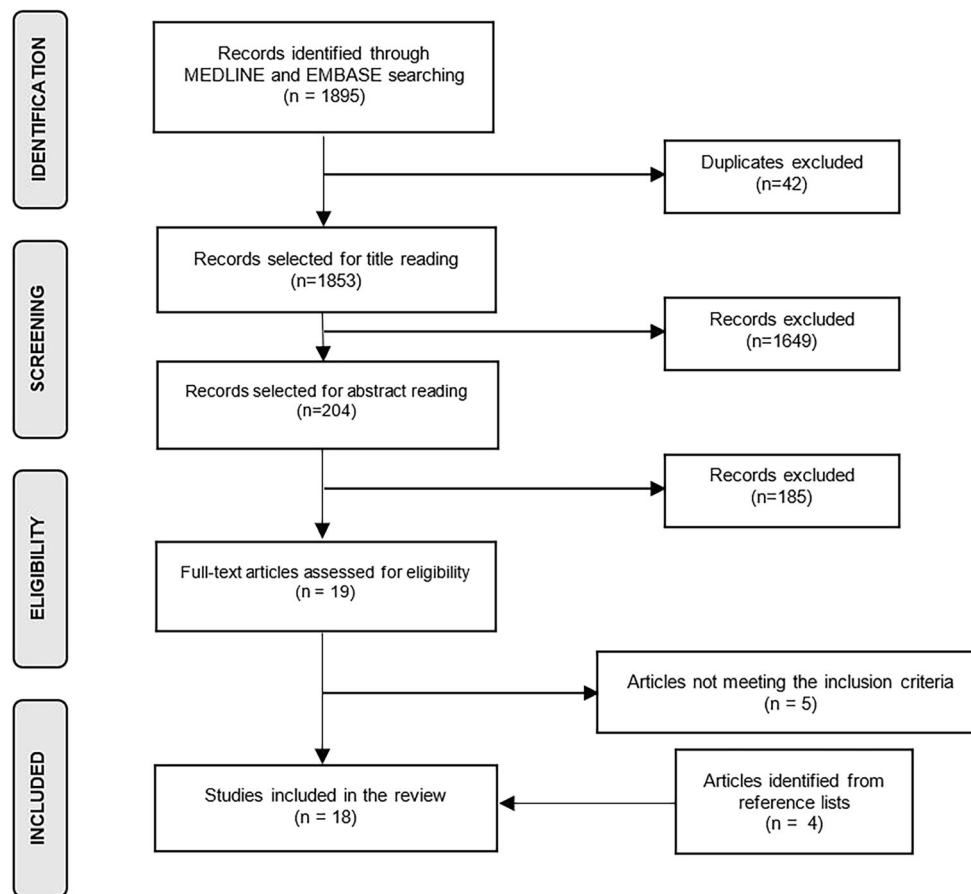 IDENTIFICATION
Records identified through
MEDLINE and EMBASE searching
(n = 1895)
Duplicates excluded
(n=42)
SCREENING
Records selected for title reading
(n=1853)
Records excluded
(n=1649)
Records selected for abstract reading
(n=204)
ELIGIBILITY
Records excluded
(n=185)
Full-text articles assessed for eligibility
(n = 19)
Articles not meeting the inclusion criteria
(n = 5)
INCLUDED
Studies included in the review
(n = 18)
Articles identified from
reference lists
(n = 4)